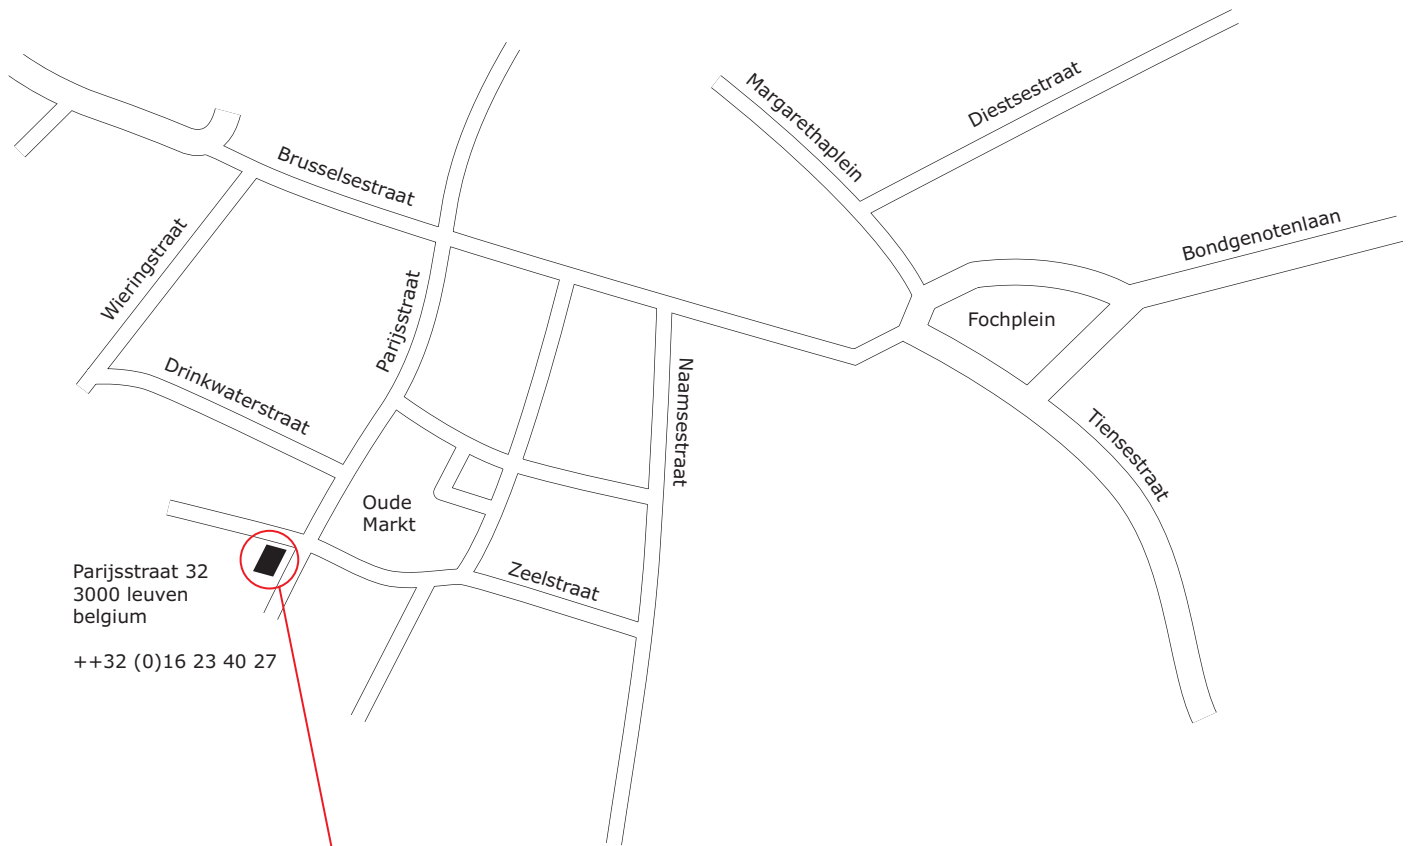 Diestsestraat
Margarethaplein
Brusselsestraat
Bondgenotenlaan
Wieringstraat
Parijsstraat
Fochplein
Drinkwaterstraat
Naamsestraat
Tiensestraat
Oude
Markt
Zeelstraat
Parijsstraat 32
3000 leuven
belgium
++32 (0)16 23 40 27